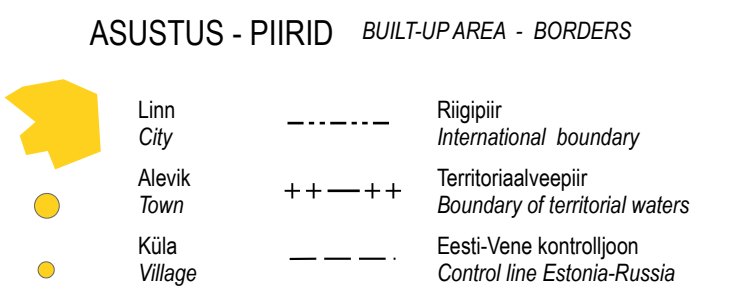 ASUSTUS - PIIRID BUILT-UP AREA - BORDERS
Linn
City
Riigipiir
International boundary
Alevik
Town
Territoriaalveepiir
Boundary of territorial waters
Küla
Village
Eesti-Vene kontrolljoon
Control line Estonia-Russia